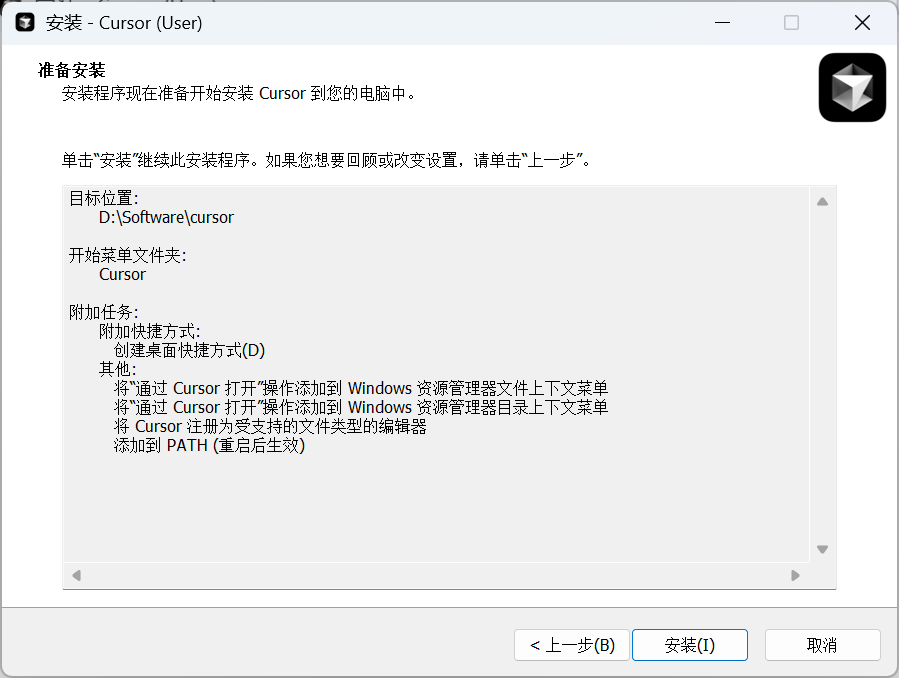 安装 - Cursor (User)
准备安装
安装程序现在准备开始安装 Cursor 到您的电脑中。
单击“安装”继续此安装程序。如果您想要回顾或改变设置，请单击“上一步”。
目标位置:
D:\Software\cursor
开始菜单文件夹:
Cursor
附加任务:
附加快捷方式:
创建桌面快捷方式(D)
其他:
将“通过 Cursor 打开”操作添加到 Windows 资源管理器文件上下文菜单
将“通过 Cursor 打开”操作添加到 Windows 资源管理器目录上下文菜单
将 Cursor 注册为受支持的文件类型的编辑器
添加到 PATH (重启后生效)
< 上一步(B)
安装(I)
取消